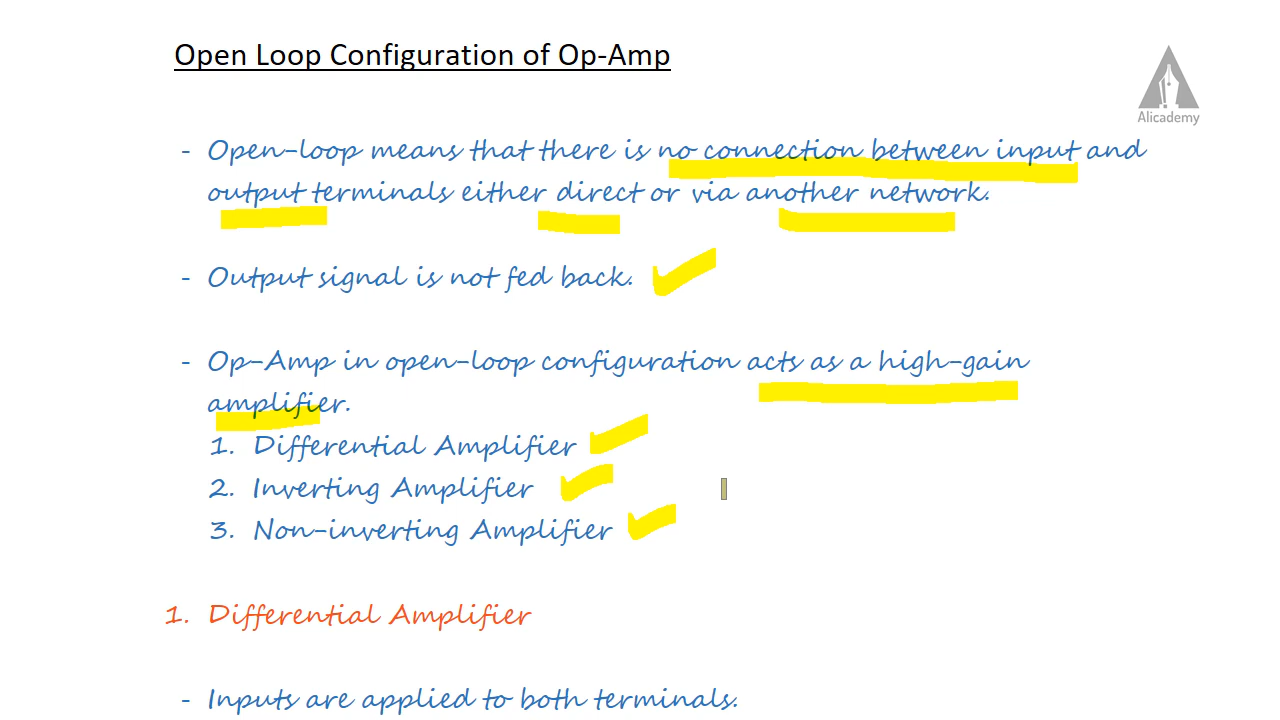 Open Loop Configuration of Op-Amp
Alicademy
- Open-loop means that there is no connection between input and
output terminals either direct or via another network.
- Output signal is not fed back.
- Op-Amp in open-loop configuration acts as a high-gain
amplifier.
1. Differential Amplifier
2. Inverting Amplifier
3. Non-inverting Amplifier
1. Differential Amplifier
- Inputs are applied to both terminals.